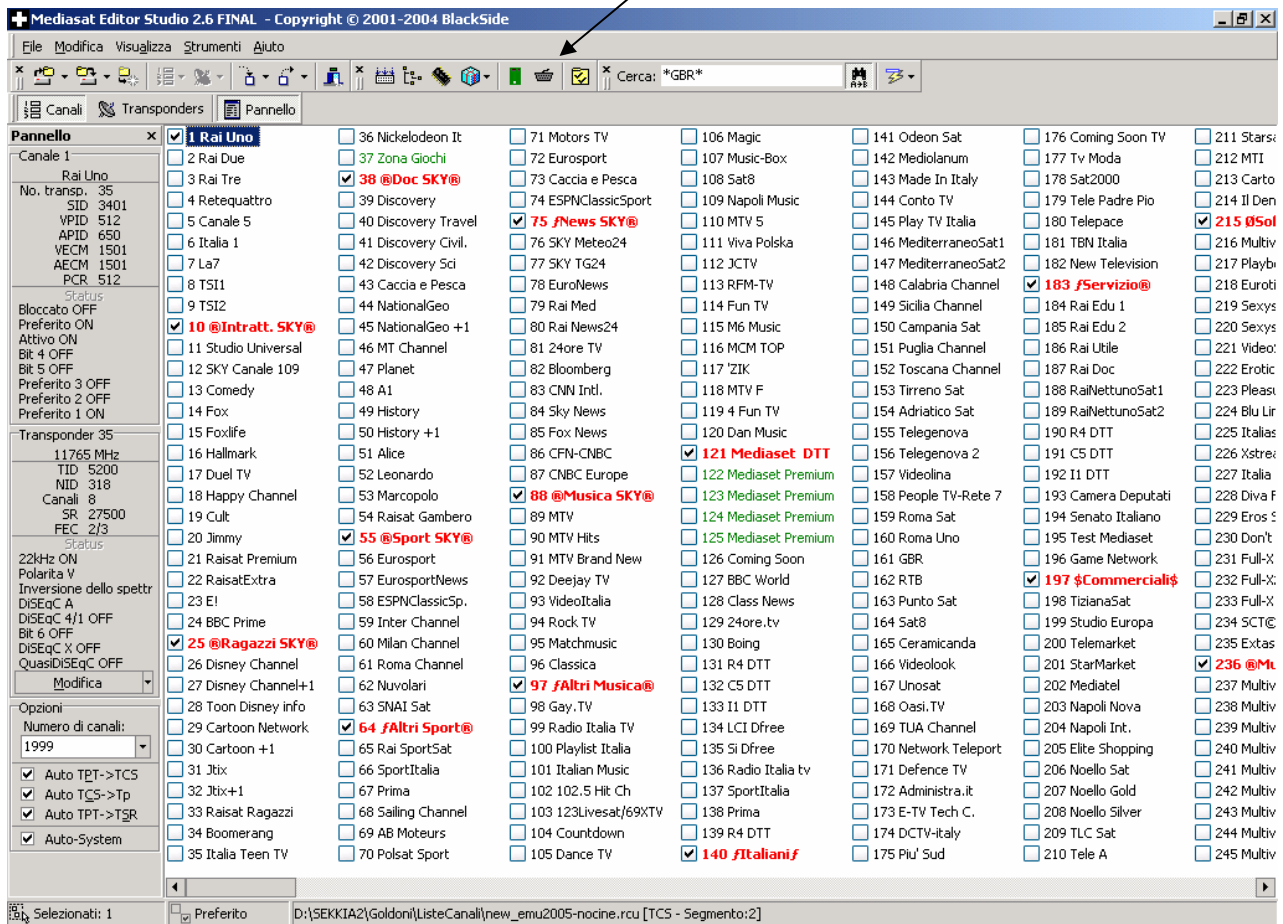 Mediasat Editor Studio 2.6 FINAL - Copyright © 2001-2004 BlackSide
File Modifica Visualizza Strumenti Aiuto
Cerca: *GBR*
Canali Transponders Pannello
Pannello
Canale 1
Rai Uno
No. transp. 35
SID 3401
VPID 512
APID 650
VECM 1501
AECM 1501
PCR 512
Status
Bloccato OFF
Preferito ON
Attivo ON
Bit 4 OFF
Bit 5 OFF
Preferito 3 OFF
Preferito 2 OFF
Preferito 1 ON
Transponder 35
11765 MHz
TID 5200
NID 318
Canali 8
SR 27500
FEC 2/3
Status
22kHz ON
Polarita V
Inversione dello spettr
DiSEqC A
DiSEqC 4/1 OFF
Bit 6 OFF
DiSEqC X OFF
QuasiDiSEqC OFF
Modifica
Opzioni
Numero di canali:
1999
Auto TPT->TCS
Auto TCS->Tp
Auto TPT->TSR
Auto-System
1 Rai Uno
2 Rai Due
3 Rai Tre
4 Retequattro
5 Canale 5
6 Italia 1
7 La7
8 TSI1
9 TSI2
10 ®Intratt. SKY®
11 Studio Universal
12 SKY Canale 109
13 Comedy
14 Fox
15 Foxlife
16 Hallmark
17 Duel TV
18 Happy Channel
19 Cult
20 Jimmy
21 Raisat Premium
22 RaisatExtra
23 E!
24 BBC Prime
25 ®Ragazzi SKY®
26 Disney Channel
27 Disney Channel+1
28 Toon Disney info
29 Cartoon Network
30 Cartoon +1
31 Jtix
32 Jtix+1
33 Raisat Ragazzi
34 Boomerang
35 Italia Teen TV
36 Nickelodeon It
37 Zona Giochi
38 ®Doc SKY®
39 Discovery
40 Discovery Travel
41 Discovery Civil.
42 Discovery Sci
43 Caccia e Pesca
44 NationalGeo
45 NationalGeo +1
46 MT Channel
47 Planet
48 A1
49 History
50 History +1
51 Alice
52 Leonardo
53 Marcopolo
54 Raisat Gambero
55 ®Sport SKY®
56 Eurosport
57 EurosportNews
58 ESPNClassicSp.
59 Inter Channel
60 Milan Channel
61 Roma Channel
62 Nuvolari
63 SNAI Sat
64 ƒAltri Sport®
65 Rai SportSat
66 SportItalia
67 Prima
68 Sailing Channel
69 AB Moteurs
70 Polsat Sport
71 Motors TV
72 Eurosport
73 Caccia e Pesca
74 ESPNClassicSport
75 ƒNews SKY®
76 SKY Meteo24
77 SKY TG24
78 EuroNews
79 Rai Med
80 Rai News24
81 24ore TV
82 Bloomberg
83 CNN Intl.
84 Sky News
85 Fox News
86 CFN-CNBC
87 CNBC Europe
88 ®Musica SKY®
89 MTV
90 MTV Hits
91 MTV Brand New
92 Deejay TV
93 VideoItalia
94 Rock TV
95 Matchmusic
96 Classica
97 ƒAltri Musica®
98 Gay.TV
99 Radio Italia TV
100 Playlist Italia
101 Italian Music
102 102.5 Hit Ch
103 123Livesat/69XTV
104 Countdown
105 Dance TV
106 Magic
107 Music-Box
108 Sat8
109 Napoli Music
110 MTV 5
111 Viva Polska
112 JCTV
113 RFM-TV
114 Fun TV
115 M6 Music
116 MCM TOP
117 'ZIK
118 MTV F
119 4 Fun TV
120 Dan Music
121 Mediaset DTT
122 Mediaset Premium
123 Mediaset Premium
124 Mediaset Premium
125 Mediaset Premium
126 Coming Soon
127 BBC World
128 Class News
129 24ore.tv
130 Boing
131 R4 DTT
132 C5 DTT
133 I1 DTT
134 LCI Dfree
135 Si Dfree
136 Radio Italia tv
137 SportItalia
138 Prima
139 R4 DTT
140 ƒItalianiƒ
141 Odeon Sat
142 Mediolanum
143 Made In Italy
144 Conto TV
145 Play TV Italia
146 MediterraneoSat1
147 MediterraneoSat2
148 Calabria Channel
149 Sicilia Channel
150 Campania Sat
151 Puglia Channel
152 Toscana Channel
153 Tirreno Sat
154 Adriatico Sat
155 Telegenova
156 Telegenova 2
157 Videolina
158 People TV-Rete 7
159 Roma Sat
160 Roma Uno
161 GBR
162 RTB
163 Punto Sat
164 Sat8
165 Ceramicanda
166 Videolook
167 Unosat
168 Oasi.TV
169 TUA Channel
170 Network Teleport
171 Defence TV
172 Administra.it
173 E-TV Tech C.
174 DCTV-italy
175 Piu' Sud
176 Coming Soon TV
177 Tv Moda
178 Sat2000
179 Tele Padre Pio
180 Telepace
181 TBN Italia
182 New Television
183 ƒServizio®
184 Rai Edu 1
185 Rai Edu 2
186 Rai Utile
187 Rai Doc
188 RaiNettunoSat1
189 RaiNettunoSat2
190 R4 DTT
191 C5 DTT
192 I1 DTT
193 Camera Deputati
194 Senato Italiano
195 Test Mediaset
196 Game Network
197 $Commerciali$
198 TizianaSat
199 Studio Europa
200 Telemarket
201 StarMarket
202 Mediatel
203 Napoli Nova
204 Napoli Int.
205 Elite Shopping
206 Noello Sat
207 Noello Gold
208 Noello Silver
209 TLC Sat
210 Tele A
211 Starsa
212 MTI
213 Carto
214 Il Den
215 ØSol
216 Multiv
217 Playb
218 Euroti
219 Sexys
220 Sexys
221 Video
222 Erotic
223 Pleasu
224 Blu Lin
225 Italias
226 Xtrea
227 Italia
228 Diva F
229 Eros S
230 Don't
231 Full-X
232 Full-X
233 Full-X
234 SCT©
235 Extas
236 ®Mu
237 Multiv
238 Multiv
239 Multiv
240 Multiv
241 Multiv
242 Multiv
243 Multiv
244 Multiv
245 Multiv
Selezionati: 1 Preferito D:\SEKKIA2\Goldoni\ListeCanali\new_emu2005-nocine.rcu [TCS - Segmento:2]